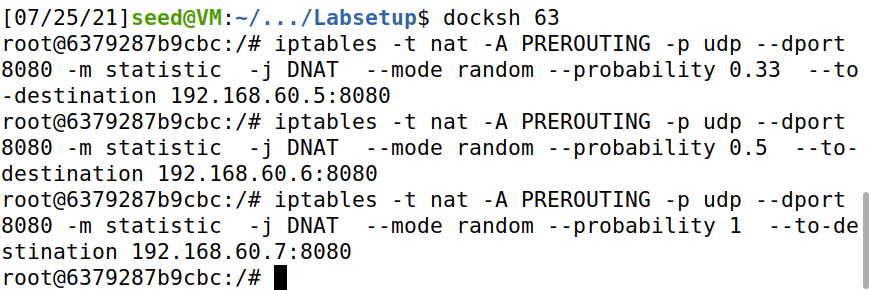 [07/25/21]seed@VM:~/.../Labsetup$ docksh 63
root@6379287b9cbc:/# iptables -t nat -A PREROUTING -p udp --dport
8080 -m statistic  -j DNAT  --mode random --probability 0.33  --to
-destination 192.168.60.5:8080
root@6379287b9cbc:/# iptables -t nat -A PREROUTING -p udp --dport
8080 -m statistic  -j DNAT  --mode random --probability 0.5  --to-
destination 192.168.60.6:8080
root@6379287b9cbc:/# iptables -t nat -A PREROUTING -p udp --dport
8080 -m statistic  -j DNAT  --mode random --probability 1  --to-de
stination 192.168.60.7:8080
root@6379287b9cbc:/#